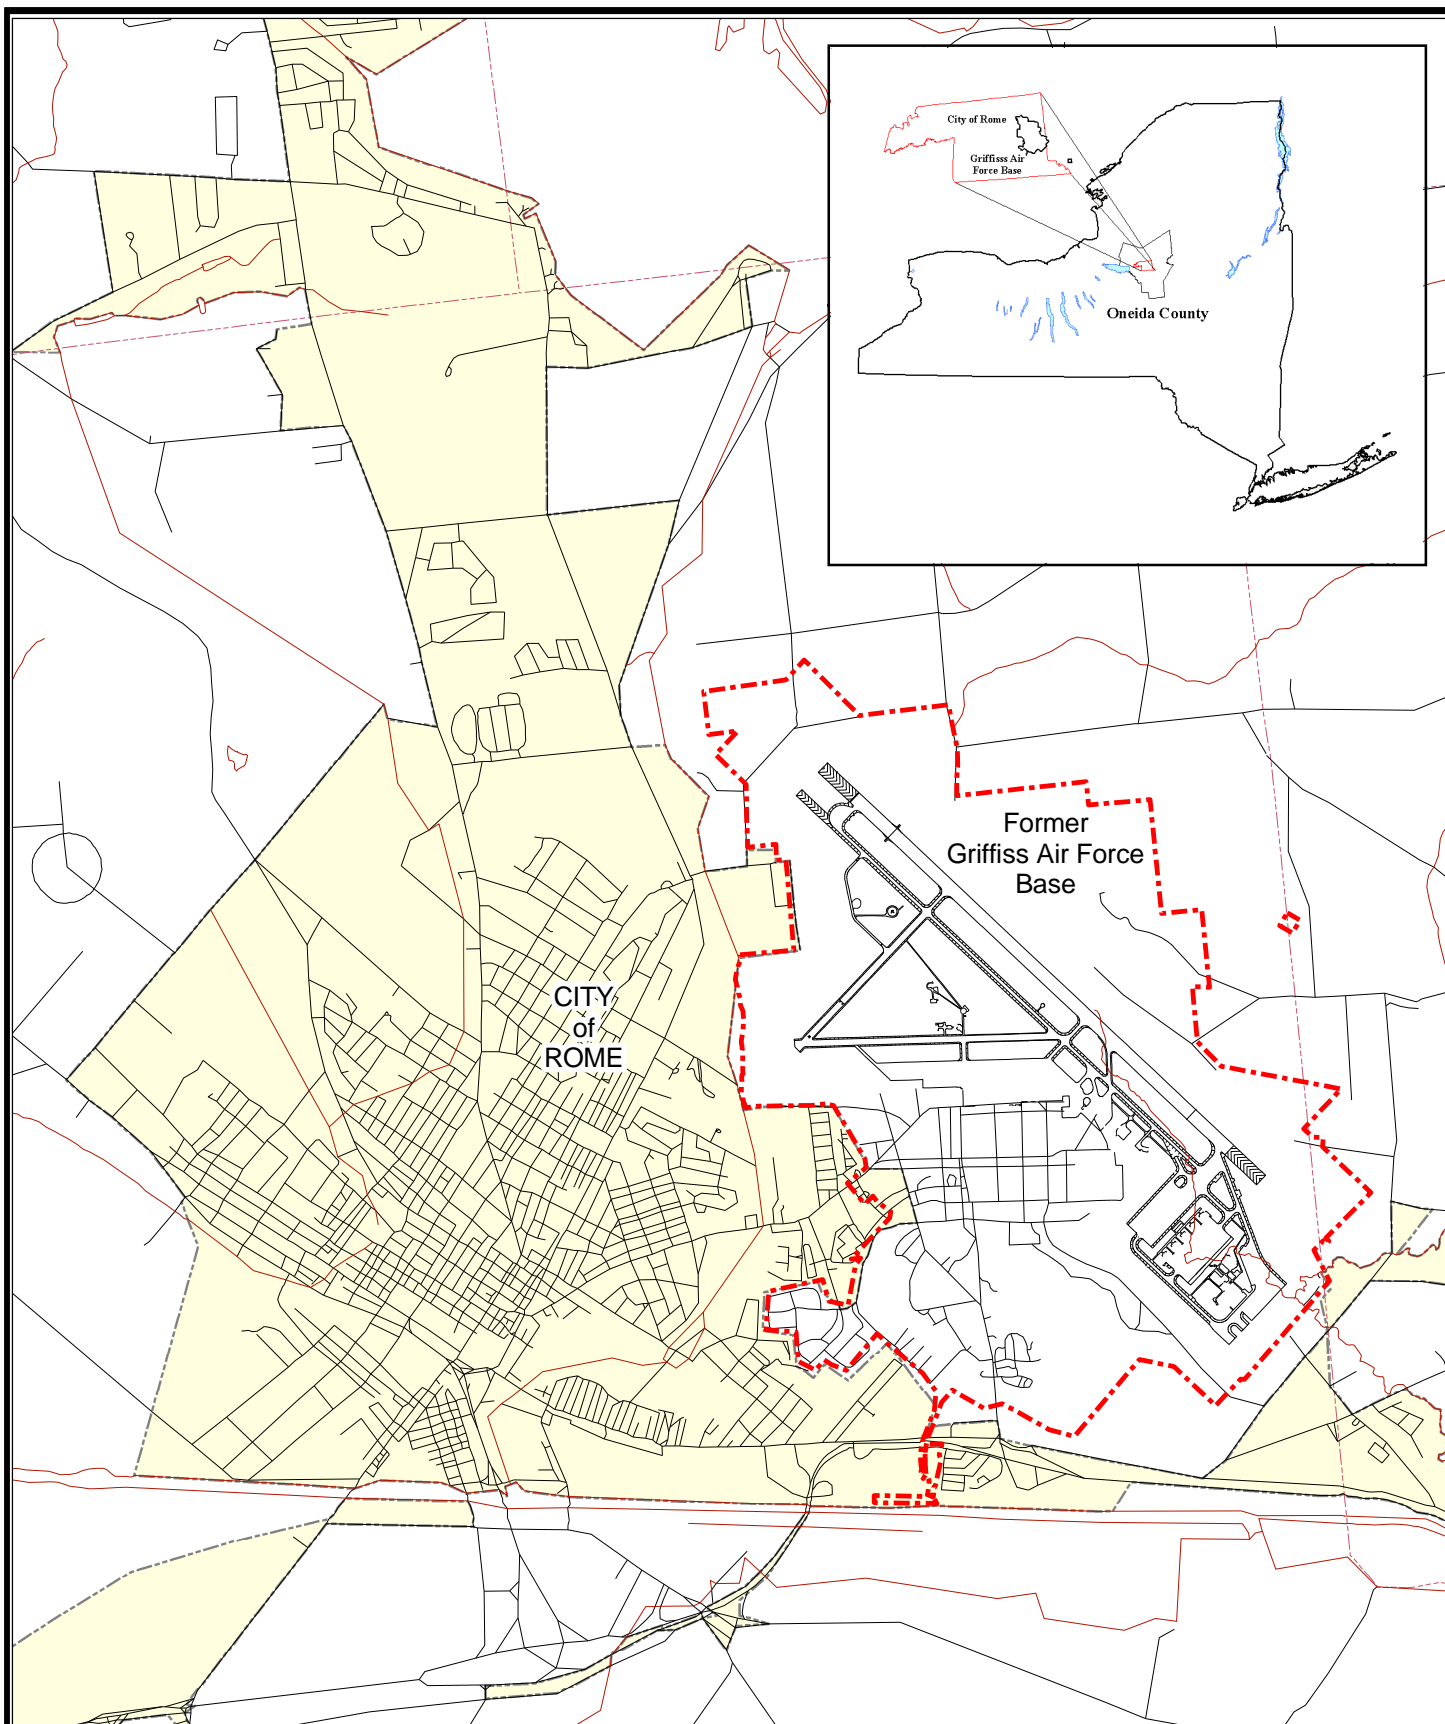 City of Rome
Griffisss Air
Force Base
Oneida County
Former
Griffiss Air Force
Base
CITY
of
ROME